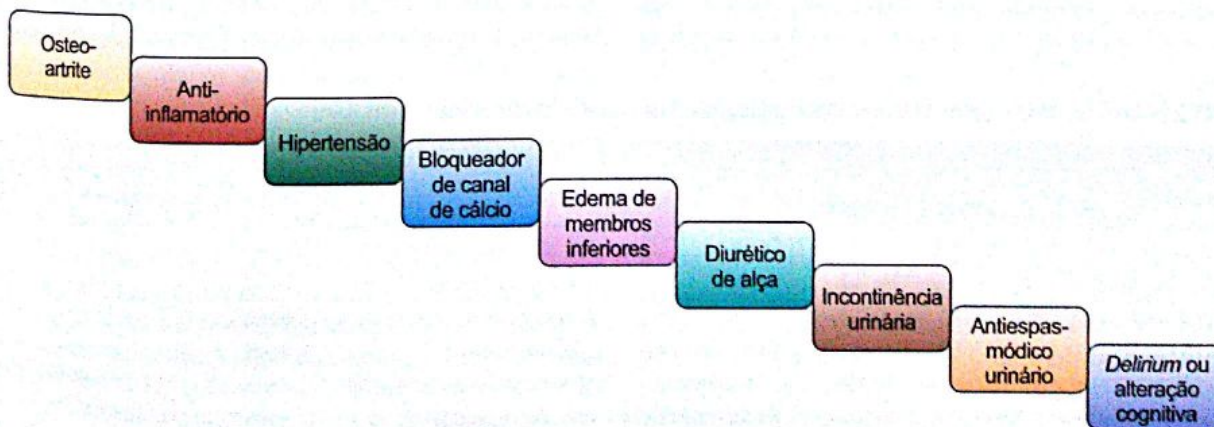 Osteo-
artrite
Anti-
inflamatório
Hipertensão
Bloqueador
de canal
de cálcio
Edema de
membros
inferiores
Diurético
de alça
Incontinência
urinária
Antiespas-
módico
urinário
Delirium ou
alteração
cognitiva